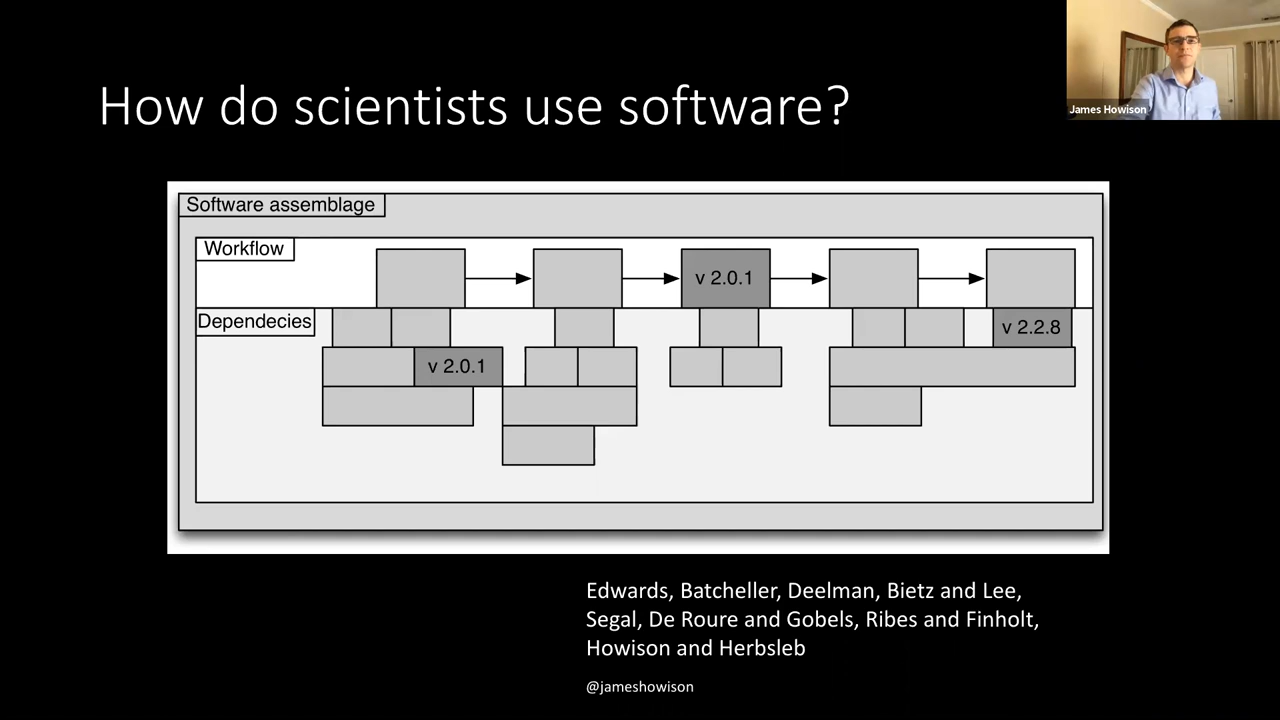 James Howison
How do scientists use software?
Software assemblage
Workflow
v 2.0.1
Dependecies
v 2.2.8
v 2.0.1
Edwards, Batcheller, Deelman, Bietz and Lee,
Segal, De Roure and Gobels, Ribes and Finholt,
Howison and Herbsleb
@jameshowison